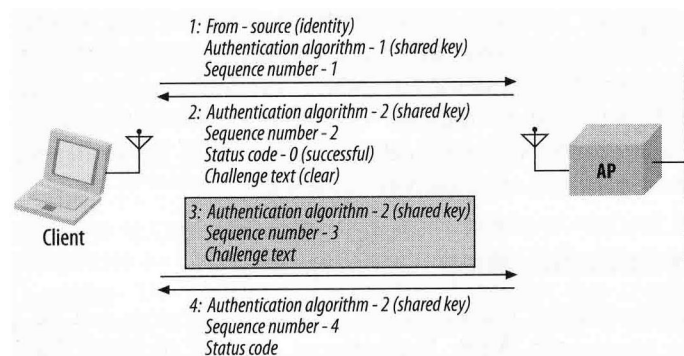 1: From - source (identity)
Authentication algorithm - 1 (shared key)
Sequence number - 1
2: Authentication algorithm - 2 (shared key)
Sequence number - 2
Status code - 0 (successful)
Challenge text (clear)
Client
AP
3: Authentication algorithm - 2 (shared key)
Sequence number - 3
Challenge text
4: Authentication algorithm - 2 (shared key)
Sequence number - 4
Status code